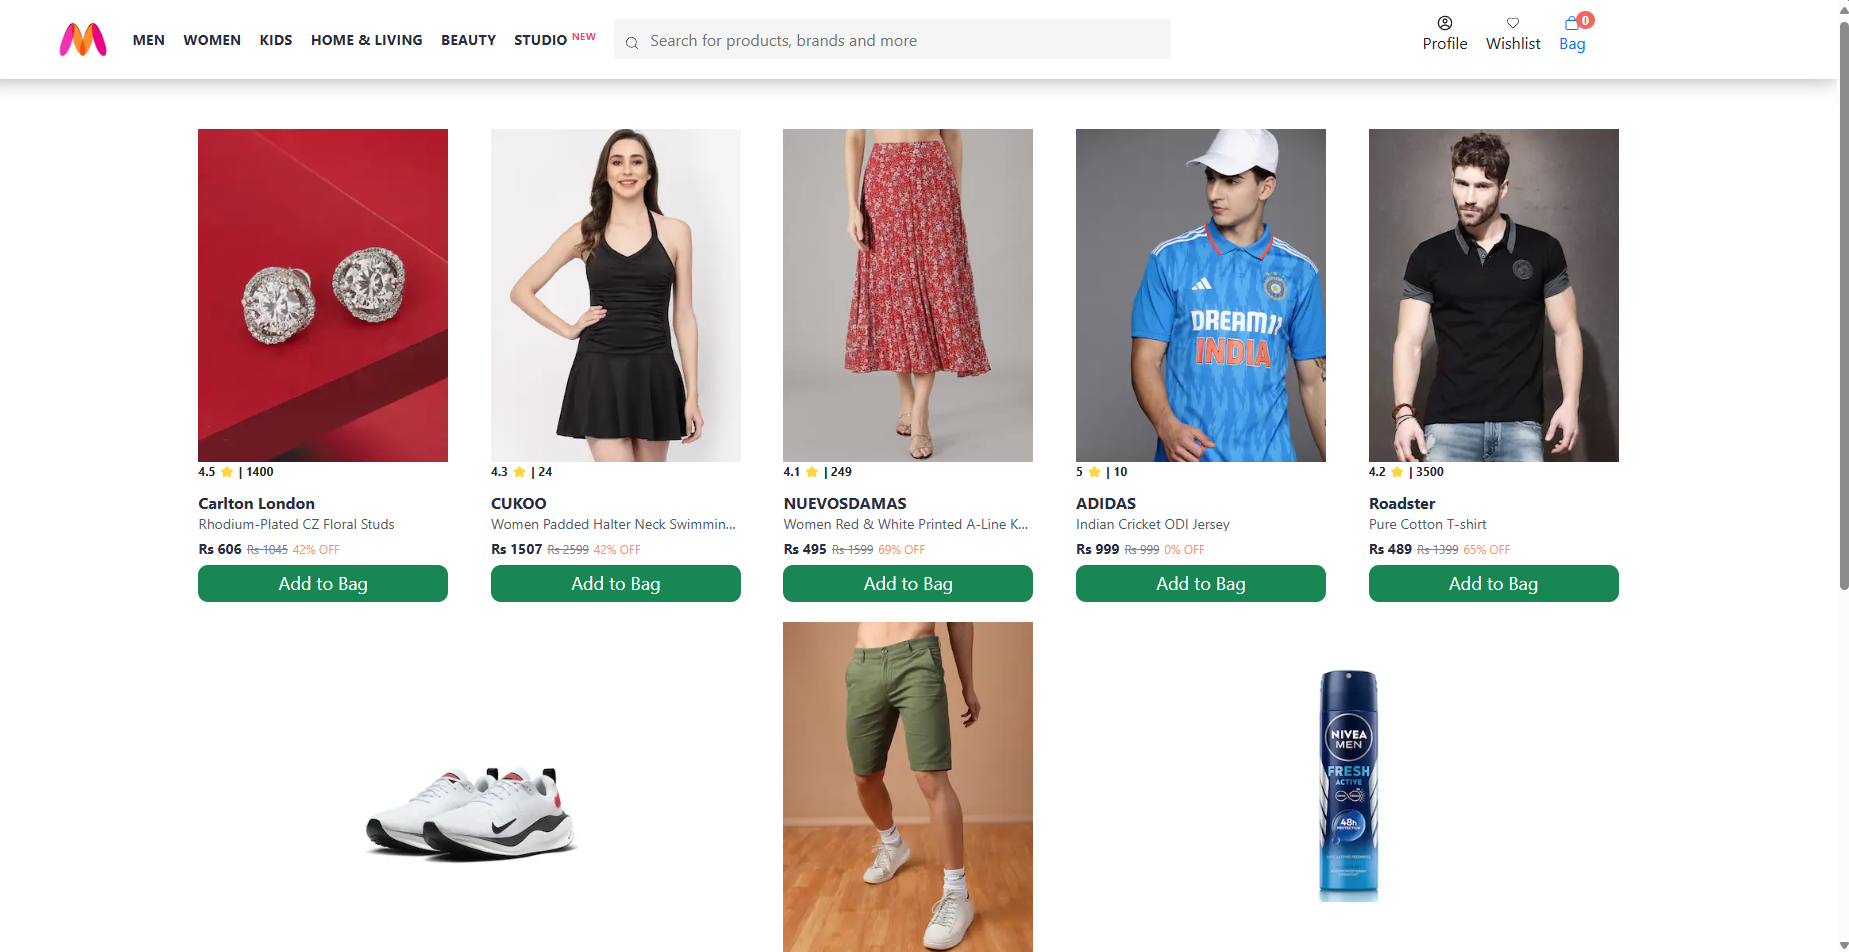 MEN WOMEN KIDS HOME & LIVING BEAUTY STUDIO NEW Search for products, brands and more
0
Profile Wishlist Bag
DREAM11
INDIA
4.5 ⭐ | 1400
Carlton London
Rhodium-Plated CZ Floral Studs
Rs 606 Rs 1045 42% OFF
Add to Bag
4.3 ⭐ | 24
CUKOO
Women Padded Halter Neck Swimmin...
Rs 1507 Rs 2599 42% OFF
Add to Bag
4.1 ⭐ | 249
NUEVOSDAMAS
Women Red & White Printed A-Line K...
Rs 495 Rs 1599 69% OFF
Add to Bag
5 ⭐ | 10
ADIDAS
Indian Cricket ODI Jersey
Rs 999 Rs 999 0% OFF
Add to Bag
4.2 ⭐ | 3500
Roadster
Pure Cotton T-shirt
Rs 489 Rs 1399 65% OFF
Add to Bag
NIVEA
MEN
FRESH
ACTIVE
48h
PROTECTION